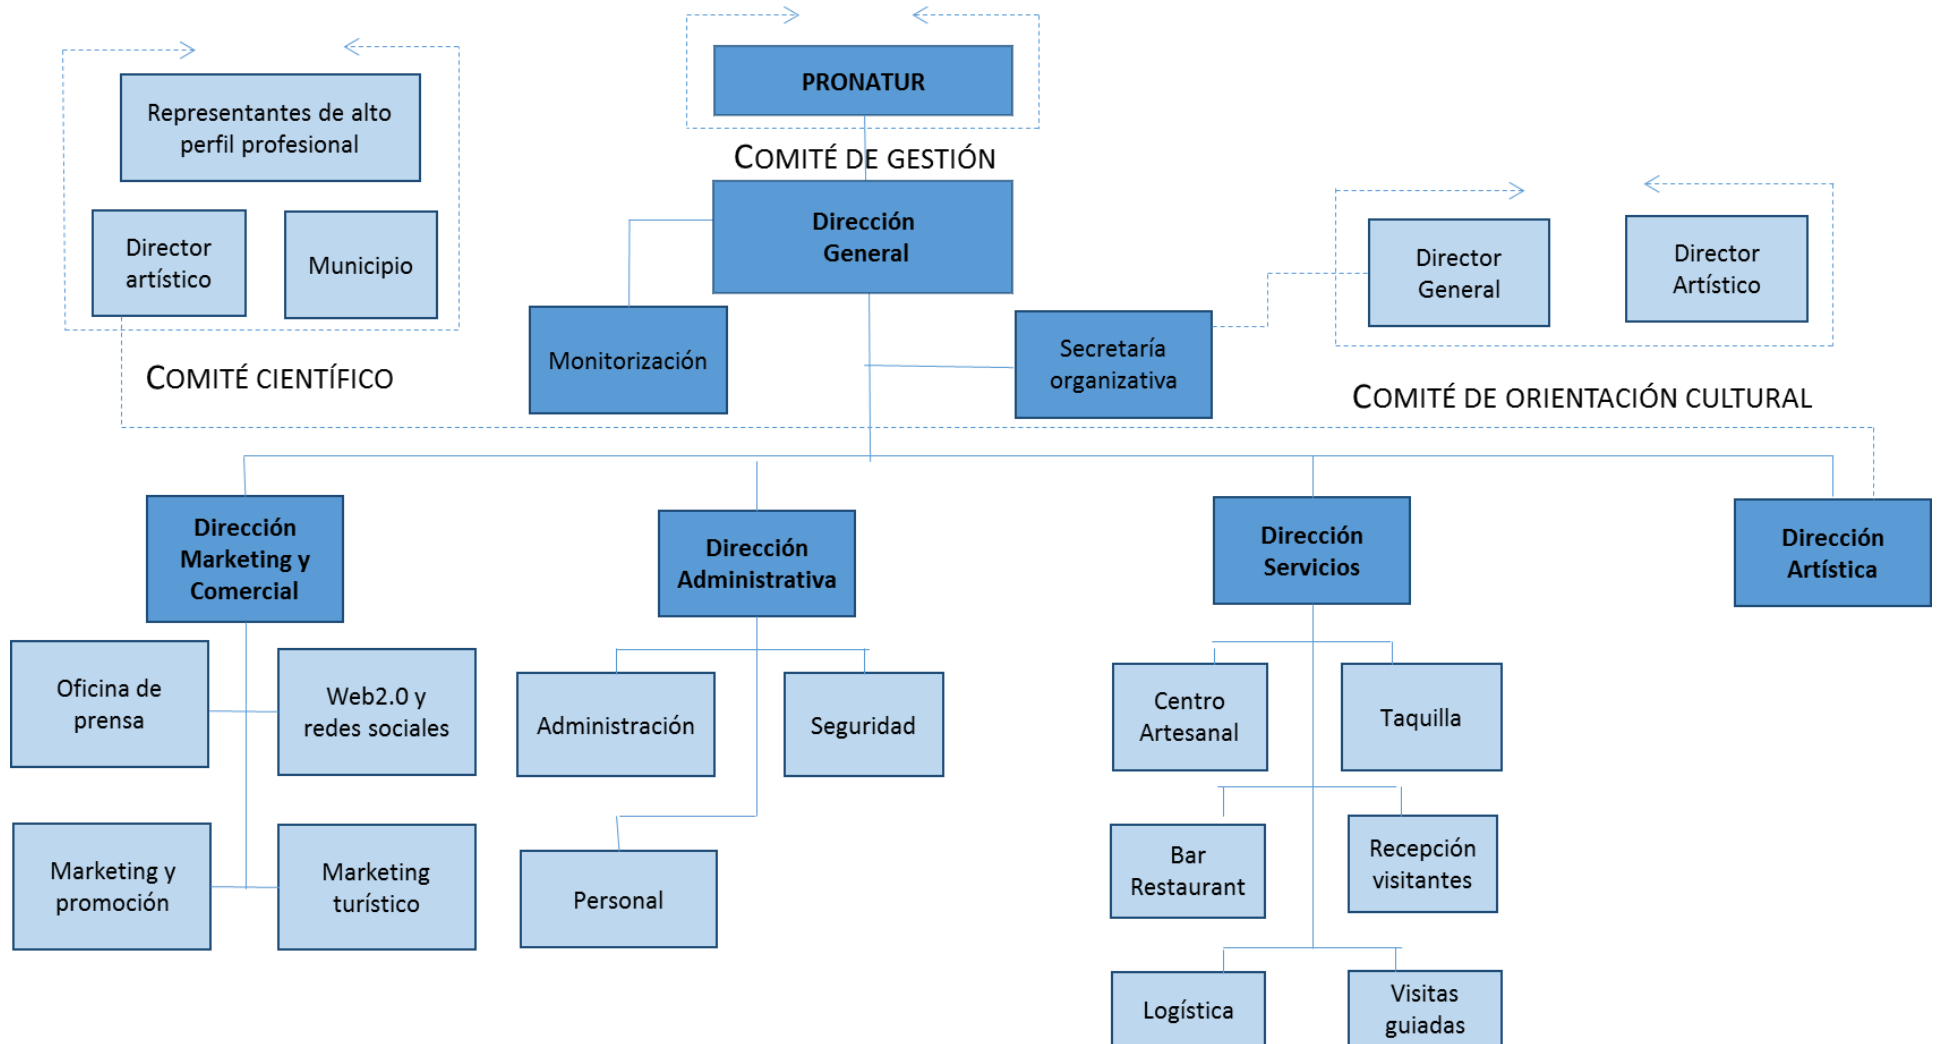 PRONATUR
Representantes de alto
perfil profesional
COMITÉ DE GESTIÓN
Dirección
General
Director
artístico
Municipio
Director
General
Director
Artístico
Monitorización
Secretaría
organizativa
COMITÉ CIENTÍFICO
COMITÉ DE ORIENTACIÓN CULTURAL
Dirección
Marketing y
Comercial
Dirección
Administrativa
Dirección
Servicios
Dirección
Artística
Oficina de
prensa
Web2.0 y
redes sociales
Administración
Seguridad
Centro
Artesanal
Taquilla
Marketing y
promoción
Marketing
turístico
Personal
Bar
Restaurant
Recepción
visitantes
Logística
Visitas
guiadas